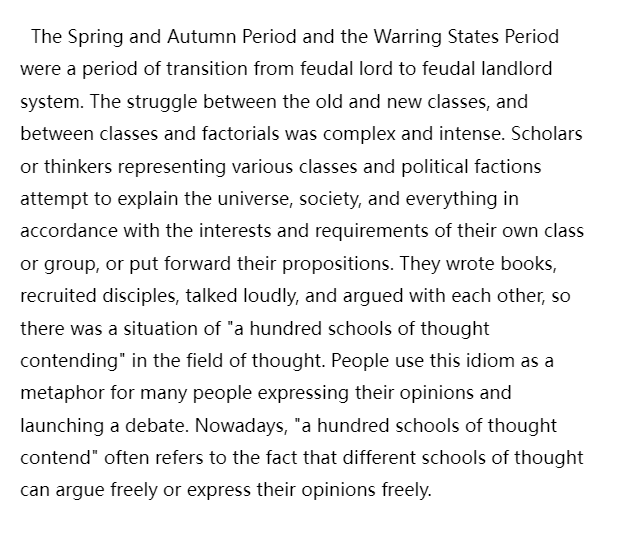 The Spring and Autumn Period and the Warring States Period
were a period of transition from feudal lord to feudal landlord
system. The struggle between the old and new classes, and
between classes and factorials was complex and intense. Scholars
or thinkers representing various classes and political factions
attempt to explain the universe, society, and everything in
accordance with the interests and requirements of their own class
or group, or put forward their propositions. They wrote books,
recruited disciples, talked loudly, and argued with each other, so
there was a situation of "a hundred schools of thought
contending" in the field of thought. People use this idiom as a
metaphor for many people expressing their opinions and
launching a debate. Nowadays, "a hundred schools of thought
contend" often refers to the fact that different schools of thought
can argue freely or express their opinions freely.